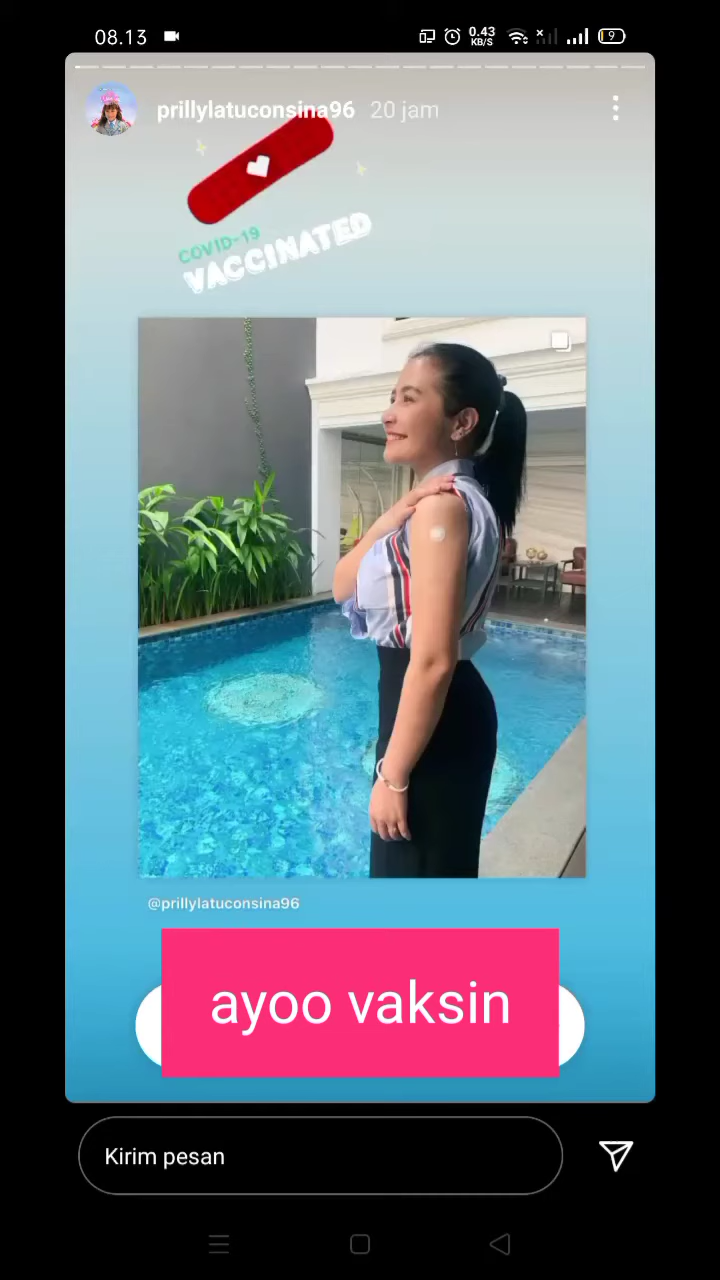 08.13
0.43
KB/S
9
prillylatuconsina96 20 jam
COVID-19
VACCINATED
@prillylatuconsina96
ayoo vaksin
Kirim pesan